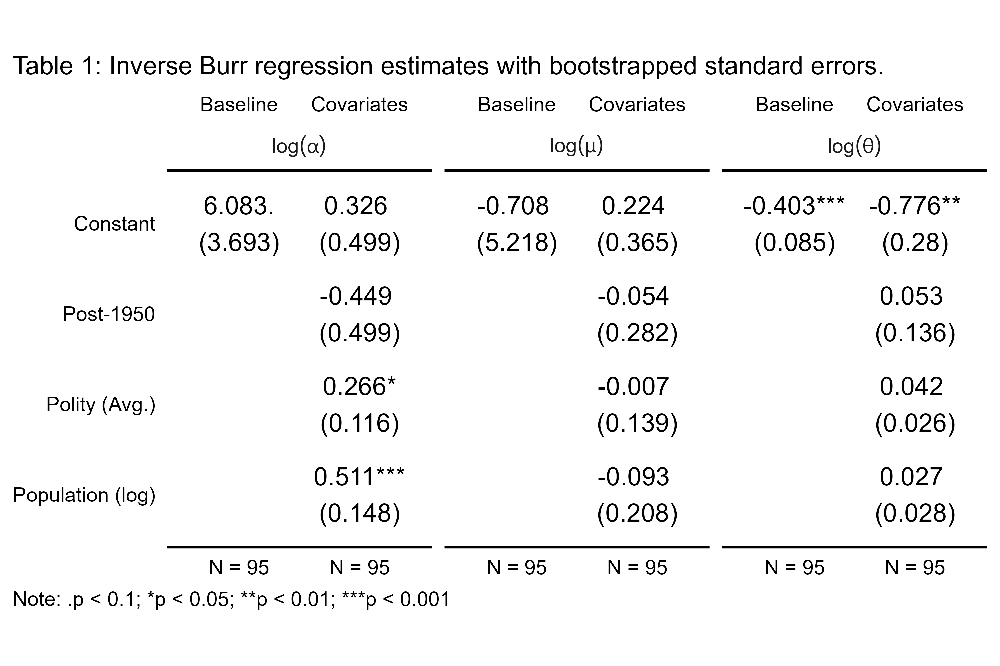 Table 1: Inverse Burr regression estimates with bootstrapped standard errors.
Baseline Covariates Baseline Covariates Baseline Covariates
log(α) log(μ) log(θ)
6.083. 0.326 -0.708 0.224 -0.403*** -0.776**
Constant
(3.693) (0.499) (5.218) (0.365) (0.085) (0.28)
-0.449 -0.054 0.053
Post-1950
(0.499) (0.282) (0.136)
0.266* -0.007 0.042
Polity (Avg.)
(0.116) (0.139) (0.026)
0.511*** -0.093 0.027
Population (log)
(0.148) (0.208) (0.028)
N = 95 N = 95 N = 95 N = 95 N = 95 N = 95
Note: .p < 0.1; *p < 0.05; **p < 0.01; ***p < 0.001